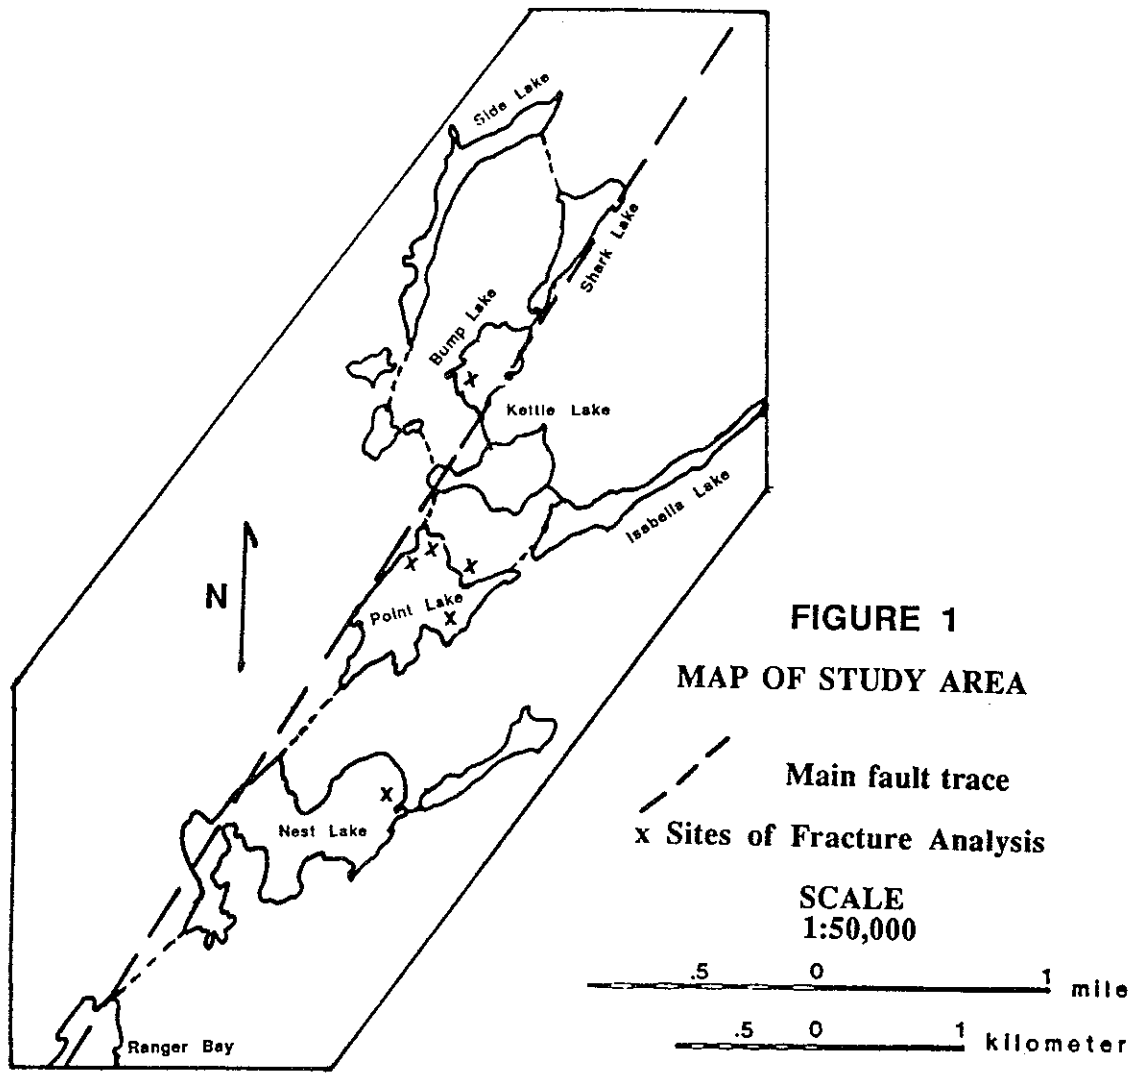 Side Lake
Shark Lake
Bump Lake
Kettle Lake
Isabella Lake
N
Point Lake
FIGURE 1
MAP OF STUDY AREA
Main fault trace
Nest Lake
x Sites of Fracture Analysis
SCALE
1:50,000
.5 0 1 mile
.5 0 1 kilometer
Ranger Bay
X
X
X
X
X
X